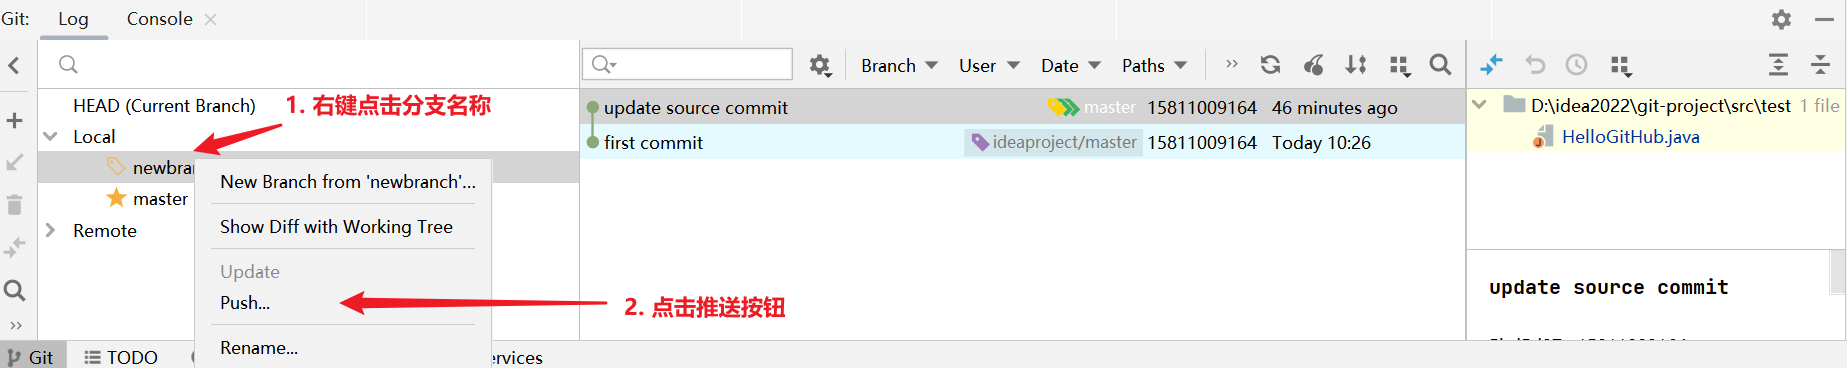 Git: Log Console
Branch User Date Paths
HEAD (Current Branch)
1. 右键点击分支名称
Local
newbra
master
Remote
New Branch from 'newbranch'...
Show Diff with Working Tree
Update
Push...
2. 点击推送按钮
Rename...
update source commit master 15811009164 46 minutes ago
first commit ideaproject/master 15811009164 Today 10:26
D:\idea2022\git-project\src\test 1 file
HelloGitHub.java
update source commit
Git TODO ervices